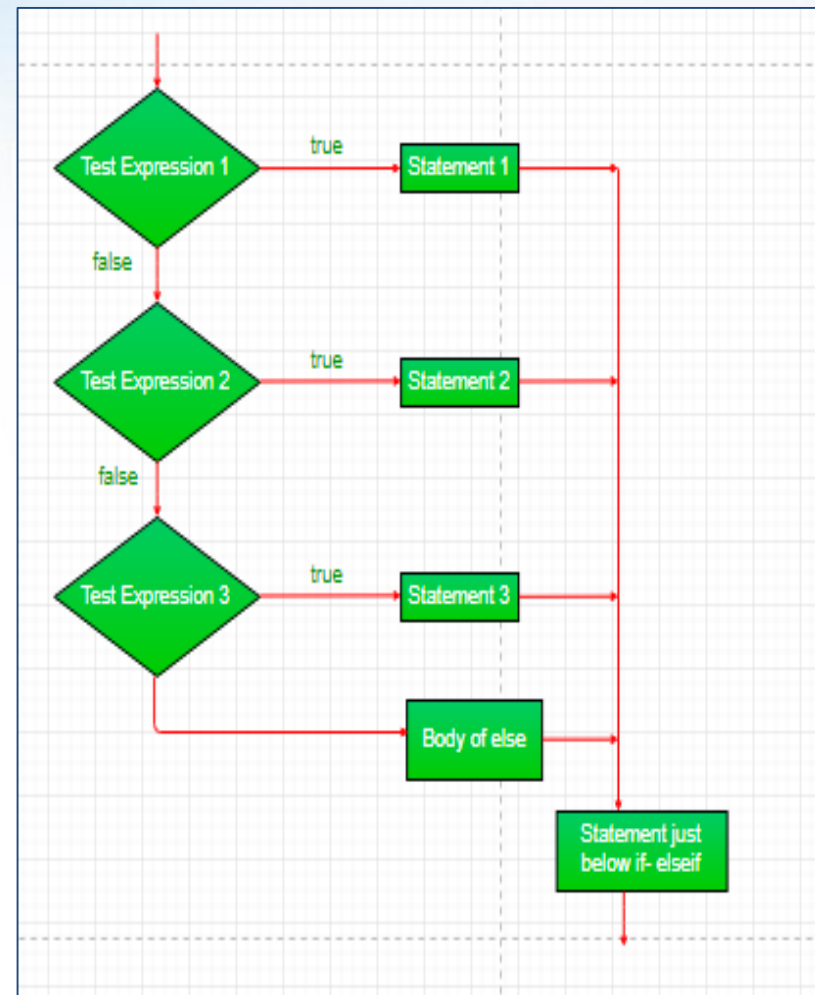 Test Expression 1
true
Statement 1
false
Test Expression 2
true
Statement 2
false
Test Expression 3
true
Statement 3
Body of else
Statement just
below if- elseif